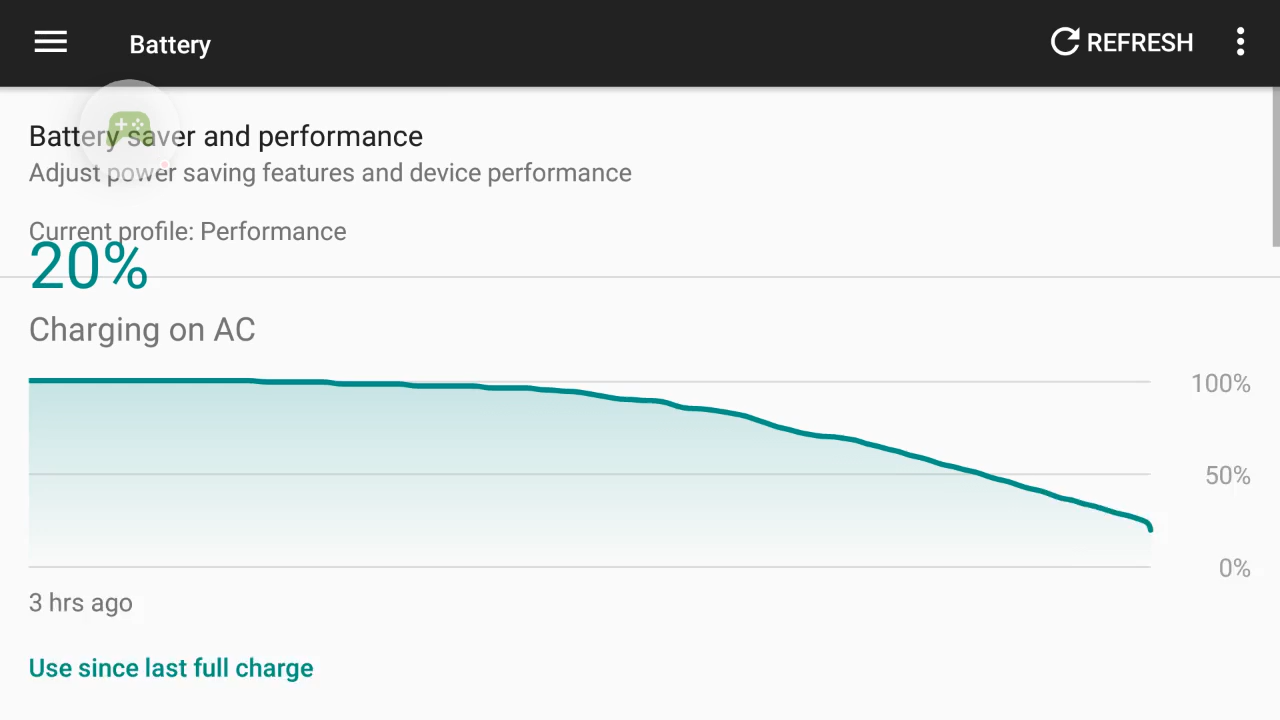 Battery
REFRESH
Battery saver and performance
Adjust power saving features and device performance
Current profile: Performance
20%
Charging on AC
100%
50%
0%
3 hrs ago
Use since last full charge